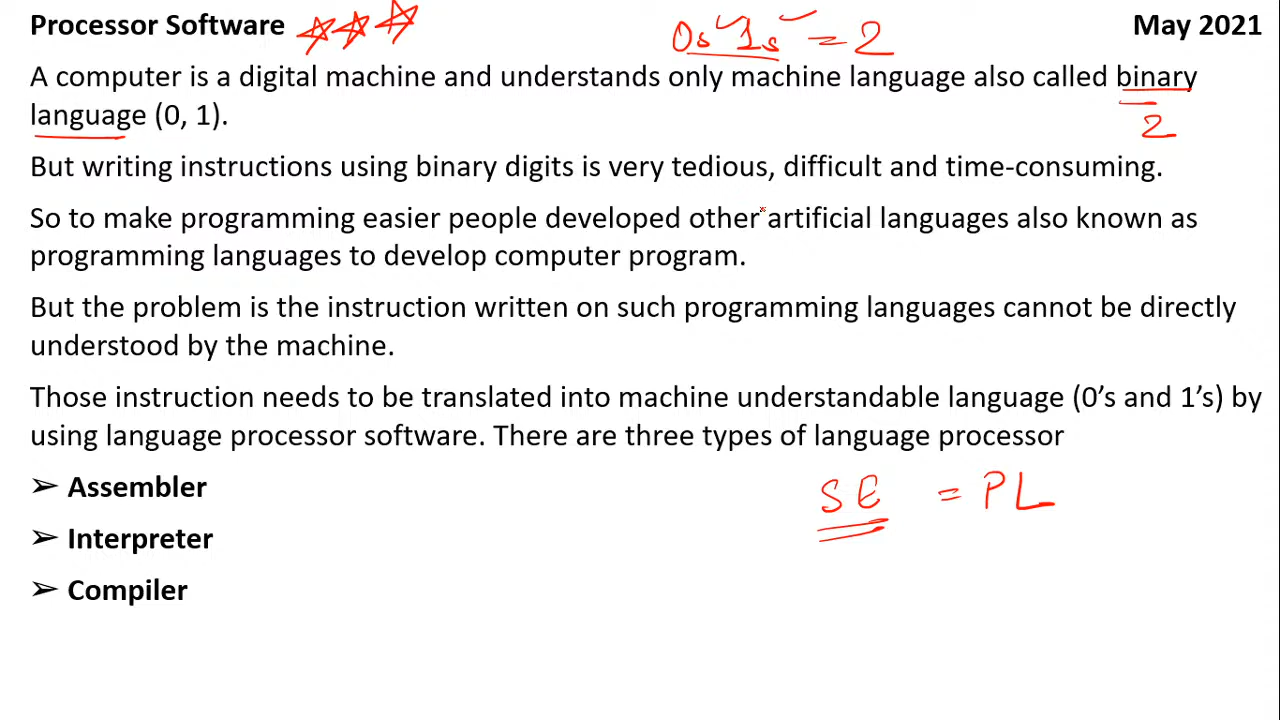 Processor Software
0s 1s = 2
May 2021
A computer is a digital machine and understands only machine language also called binary
language (0, 1).
2
But writing instructions using binary digits is very tedious, difficult and time-consuming.
So to make programming easier people developed other artificial languages also known as
programming languages to develop computer program.
But the problem is the instruction written on such programming languages cannot be directly
understood by the machine.
Those instruction needs to be translated into machine understandable language (0’s and 1’s) by
using language processor software. There are three types of language processor
➢ Assembler
SE = PL
➢ Interpreter
➢ Compiler